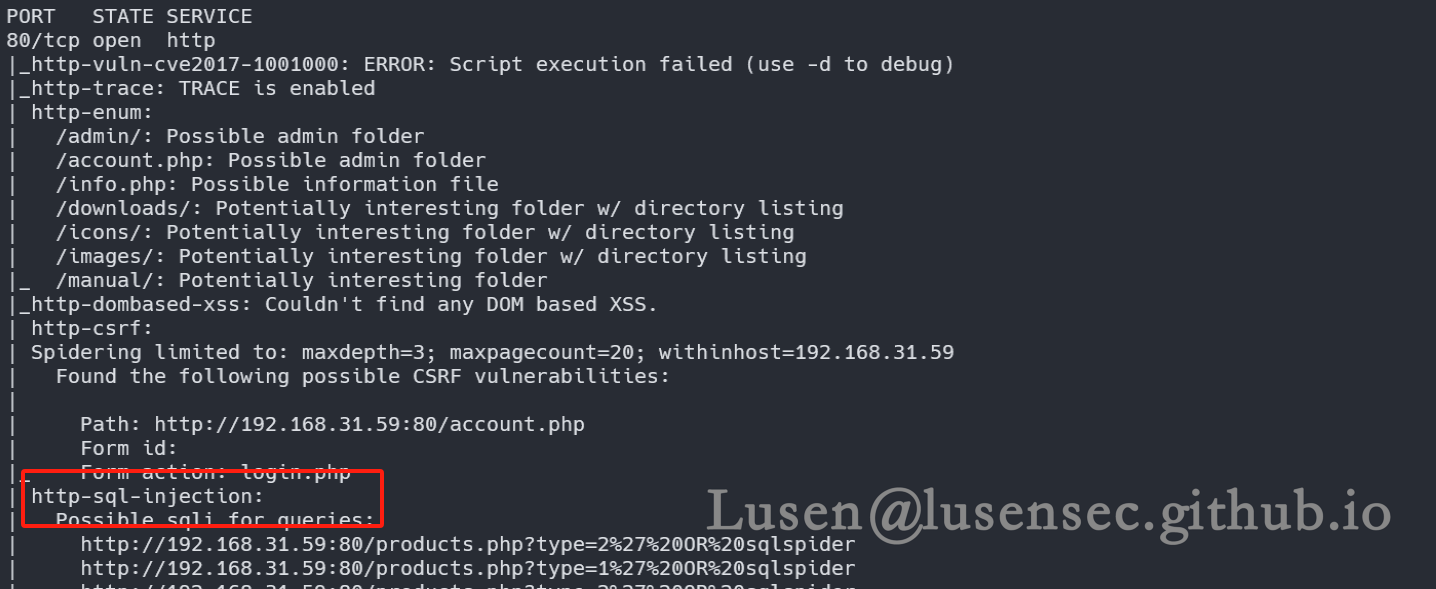 PORT   STATE SERVICE
80/tcp open  http
|_http-vuln-cve2017-1001000: ERROR: Script execution failed (use -d to debug)
|_http-trace: TRACE is enabled
| http-enum:
|   /admin/: Possible admin folder
|   /account.php: Possible admin folder
|   /info.php: Possible information file
|   /downloads/: Potentially interesting folder w/ directory listing
|   /icons/: Potentially interesting folder w/ directory listing
|   /images/: Potentially interesting folder w/ directory listing
|_  /manual/: Potentially interesting folder
|_http-dombased-xss: Couldn't find any DOM based XSS.
| http-csrf:
| Spidering limited to: maxdepth=3; maxpagecount=20; withinhost=192.168.31.59
|   Found the following possible CSRF vulnerabilities:
|
|     Path: http://192.168.31.59:80/account.php
|     Form id:
|_    Form action: login.php
| http-sql-injection:
|   Possible sqli for queries:
Lusen@lusensec.github.io
|     http://192.168.31.59:80/products.php?type=2%27%20OR%20sqlspider
|     http://192.168.31.59:80/products.php?type=1%27%20OR%20sqlspider